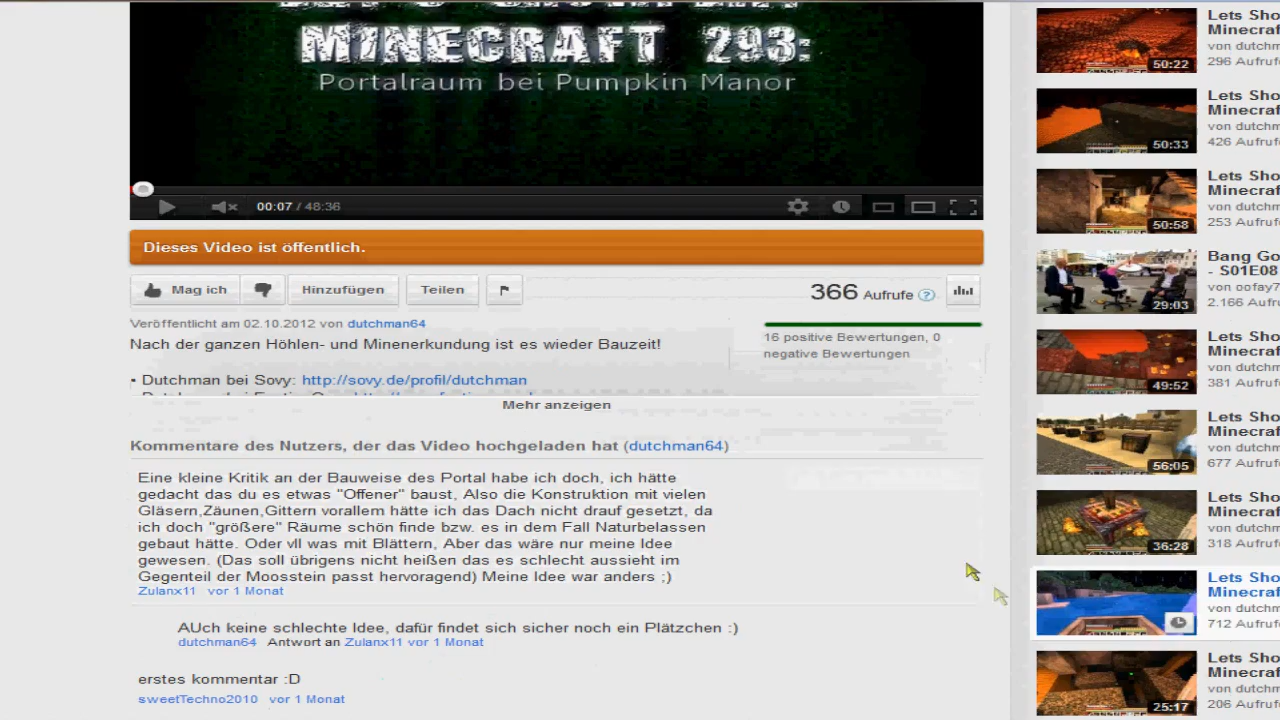 MINECRAFT 293:
Portalraum bei Pumpkin Manor
00:07 / 48:36
Dieses Video ist öffentlich.
Mag ich
Hinzufügen
Teilen
366 Aufrufe ?
Veröffentlicht am 02.10.2012 von dutchman64
Nach der ganzen Höhlen- und Minenerkundung ist es wieder Bauzeit!
16 positive Bewertungen, 0
negative Bewertungen
• Dutchman bei Sovy: http://sovy.de/profil/dutchman
Mehr anzeigen
Kommentare des Nutzers, der das Video hochgeladen hat (dutchman64)
Eine kleine Kritik an der Bauweise des Portal habe ich doch, ich hätte
gedacht das du es etwas "Offener" baust, Also die Konstruktion mit vielen
Gläsern,Zäunen,Gittern vorallem hätte ich das Dach nicht drauf gesetzt, da
ich doch "größere" Räume schön finde bzw. es in dem Fall Naturbelassen
gebaut hätte. Oder vll was mit Blättern, Aber das wäre nur meine Idee
gewesen. (Das soll übrigens nicht heißen das es schlecht aussieht im
Gegenteil der Moosstein passt hervoragend) Meine Idee war anders ;)
Zulanx11 vor 1 Monat
AUch keine schlechte Idee, dafür findet sich sicher noch ein Plätzchen :)
dutchman64 Antwort an Zulanx11 vor 1 Monat
erstes kommentar :D
sweetTechno2010 vor 1 Monat
Lets Sho
Minecraf
von dutchm
296 Aufrufe
50:22
Lets Sho
Minecraf
von dutchm
426 Aufrufe
50:33
Lets Sho
Minecraf
von dutchm
253 Aufrufe
50:58
Bang Go
- S01E08
von oofay7
2.166 Aufr
29:03
Lets Sho
Minecraf
von dutchm
381 Aufrufe
49:52
Lets Sho
Minecraf
von dutchm
677 Aufrufe
56:05
Lets Sho
Minecraf
von dutchm
318 Aufrufe
36:28
Lets Sho
Minecraf
von dutchm
712 Aufrufe
Lets Sho
Minecraf
von dutchm
206 Aufrufe
25:17